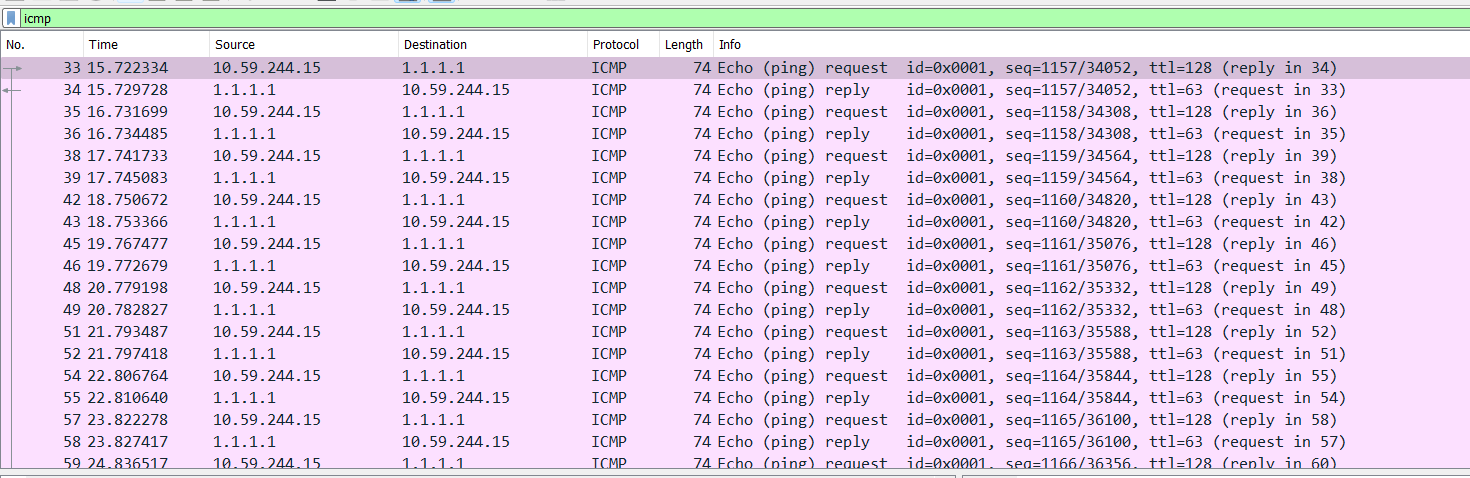 icmp
No. Time Source Destination Protocol Length Info
33 15.722334 10.59.244.15 1.1.1.1 ICMP 74 Echo (ping) request id=0x0001, seq=1157/34052, ttl=128 (reply in 34)
34 15.729728 1.1.1.1 10.59.244.15 ICMP 74 Echo (ping) reply id=0x0001, seq=1157/34052, ttl=63 (request in 33)
35 16.731699 10.59.244.15 1.1.1.1 ICMP 74 Echo (ping) request id=0x0001, seq=1158/34308, ttl=128 (reply in 36)
36 16.734485 1.1.1.1 10.59.244.15 ICMP 74 Echo (ping) reply id=0x0001, seq=1158/34308, ttl=63 (request in 35)
38 17.741733 10.59.244.15 1.1.1.1 ICMP 74 Echo (ping) request id=0x0001, seq=1159/34564, ttl=128 (reply in 39)
39 17.745083 1.1.1.1 10.59.244.15 ICMP 74 Echo (ping) reply id=0x0001, seq=1159/34564, ttl=63 (request in 38)
42 18.750672 10.59.244.15 1.1.1.1 ICMP 74 Echo (ping) request id=0x0001, seq=1160/34820, ttl=128 (reply in 43)
43 18.753366 1.1.1.1 10.59.244.15 ICMP 74 Echo (ping) reply id=0x0001, seq=1160/34820, ttl=63 (request in 42)
45 19.767477 10.59.244.15 1.1.1.1 ICMP 74 Echo (ping) request id=0x0001, seq=1161/35076, ttl=128 (reply in 46)
46 19.772679 1.1.1.1 10.59.244.15 ICMP 74 Echo (ping) reply id=0x0001, seq=1161/35076, ttl=63 (request in 45)
48 20.779198 10.59.244.15 1.1.1.1 ICMP 74 Echo (ping) request id=0x0001, seq=1162/35332, ttl=128 (reply in 49)
49 20.782827 1.1.1.1 10.59.244.15 ICMP 74 Echo (ping) reply id=0x0001, seq=1162/35332, ttl=63 (request in 48)
51 21.793487 10.59.244.15 1.1.1.1 ICMP 74 Echo (ping) request id=0x0001, seq=1163/35588, ttl=128 (reply in 52)
52 21.797418 1.1.1.1 10.59.244.15 ICMP 74 Echo (ping) reply id=0x0001, seq=1163/35588, ttl=63 (request in 51)
54 22.806764 10.59.244.15 1.1.1.1 ICMP 74 Echo (ping) request id=0x0001, seq=1164/35844, ttl=128 (reply in 55)
55 22.810640 1.1.1.1 10.59.244.15 ICMP 74 Echo (ping) reply id=0x0001, seq=1164/35844, ttl=63 (request in 54)
57 23.822278 10.59.244.15 1.1.1.1 ICMP 74 Echo (ping) request id=0x0001, seq=1165/36100, ttl=128 (reply in 58)
58 23.827417 1.1.1.1 10.59.244.15 ICMP 74 Echo (ping) reply id=0x0001, seq=1165/36100, ttl=63 (request in 57)
59 24.836517 10.59.244.15 1.1.1.1 ICMP 74 Echo (ping) request id=0x0001, seq=1166/36356, ttl=128 (reply in 60)